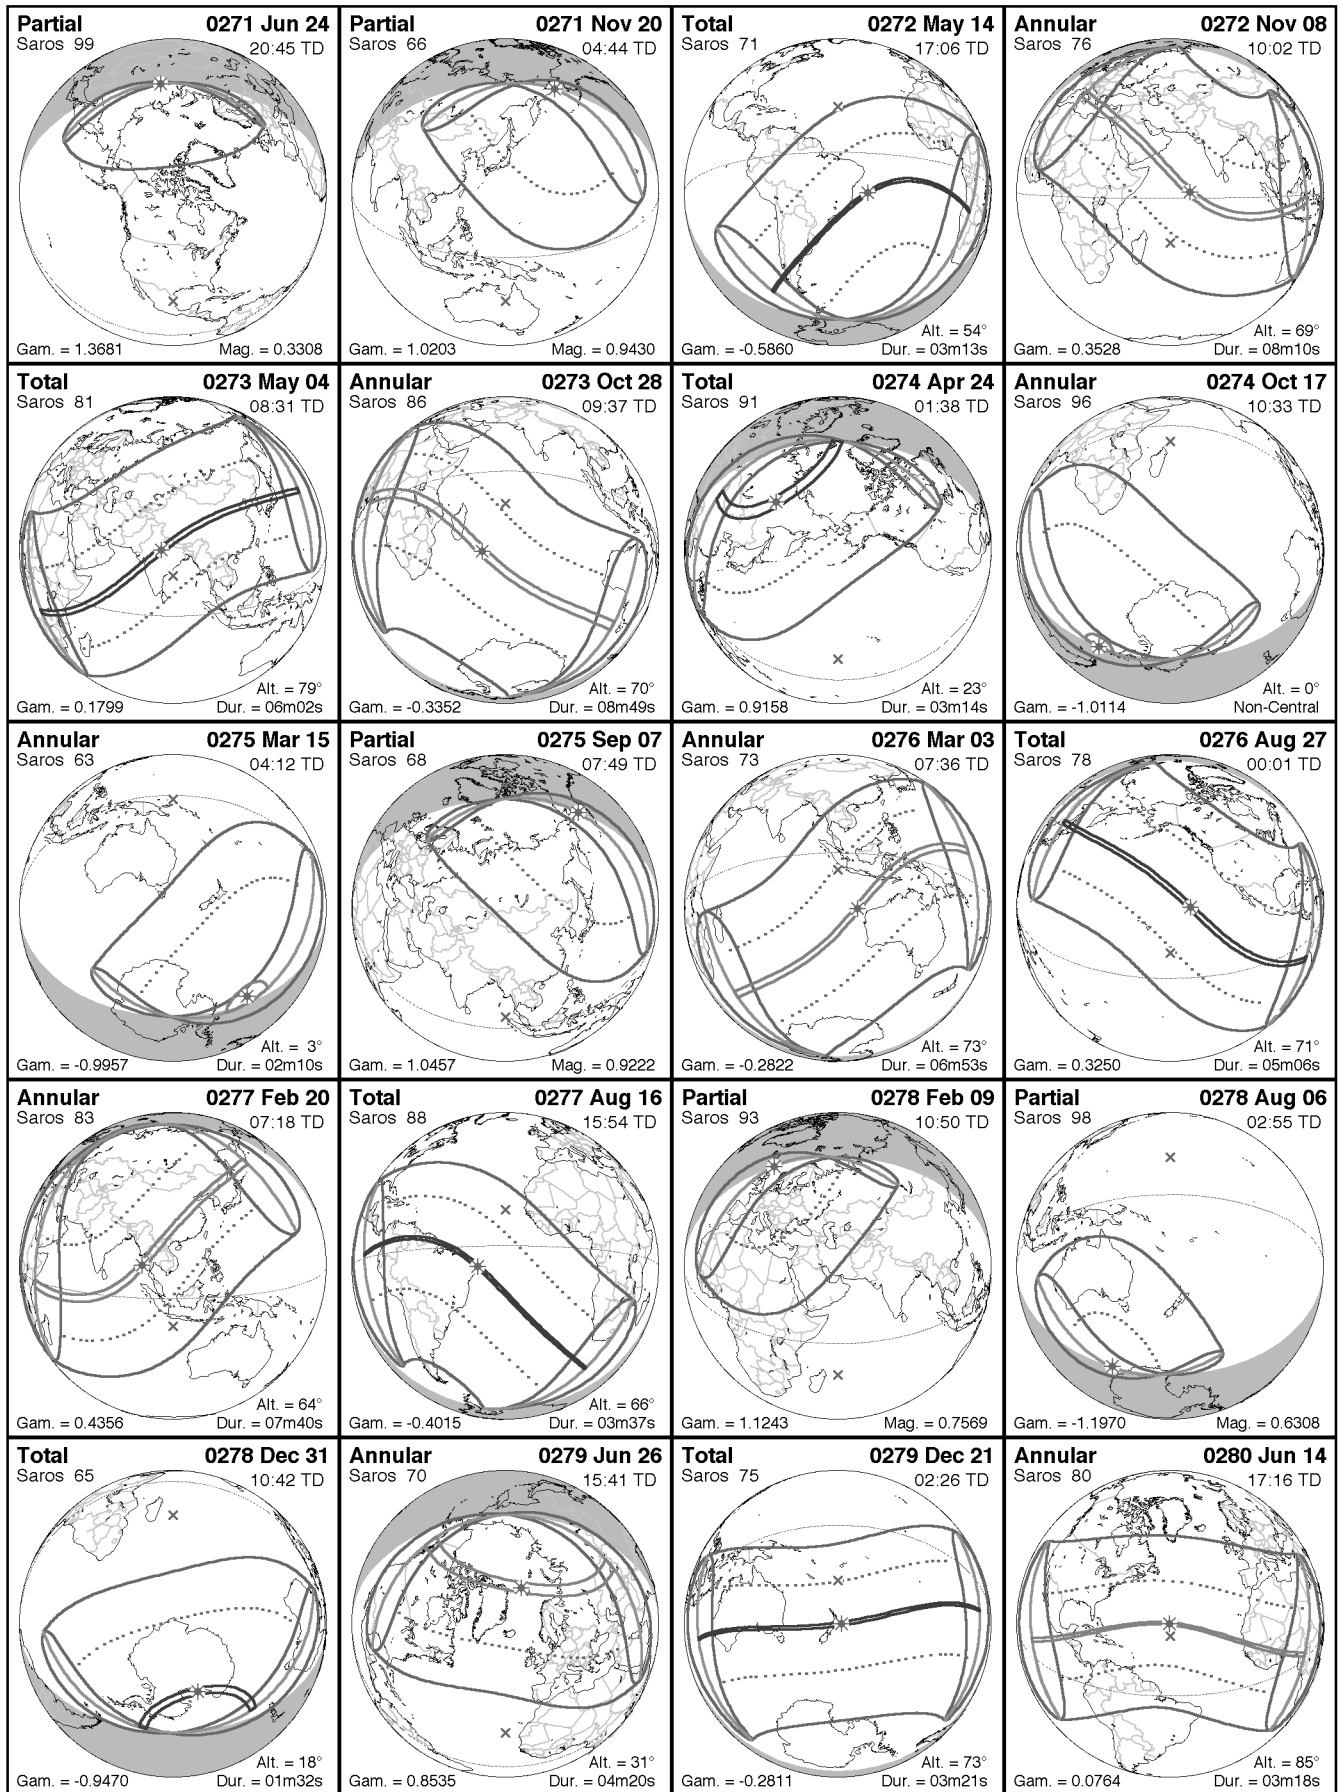 Partial 0271 Jun 24
Saros 99 20:45 TD
Gam. = 1.3681 Mag. = 0.3308
Partial 0271 Nov 20
Saros 66 04:44 TD
Gam. = 1.0203 Mag. = 0.9430
Total 0272 May 14
Saros 71 17:06 TD
Alt. = 54°
Gam. = -0.5860 Dur. = 03m13s
Annular 0272 Nov 08
Saros 76 10:02 TD
Alt. = 69°
Gam. = 0.3528 Dur. = 08m10s
Total 0273 May 04
Saros 81 08:31 TD
Alt. = 79°
Gam. = 0.1799 Dur. = 06m02s
Annular 0273 Oct 28
Saros 86 09:37 TD
Alt. = 70°
Gam. = -0.3352 Dur. = 08m49s
Total 0274 Apr 24
Saros 91 01:38 TD
Alt. = 23°
Gam. = 0.9158 Dur. = 03m14s
Annular 0274 Oct 17
Saros 96 10:33 TD
Alt. = 0°
Gam. = -1.0114 Non-Central
Annular 0275 Mar 15
Saros 63 04:12 TD
Alt. = 3°
Gam. = -0.9957 Dur. = 02m10s
Partial 0275 Sep 07
Saros 68 07:49 TD
Gam. = 1.0457 Mag. = 0.9222
Annular 0276 Mar 03
Saros 73 07:36 TD
Alt. = 73°
Gam. = -0.2822 Dur. = 06m53s
Total 0276 Aug 27
Saros 78 00:01 TD
Alt. = 71°
Gam. = 0.3250 Dur. = 05m06s
Annular 0277 Feb 20
Saros 83 07:18 TD
Alt. = 64°
Gam. = 0.4356 Dur. = 07m40s
Total 0277 Aug 16
Saros 88 15:54 TD
Alt. = 66°
Gam. = -0.4015 Dur. = 03m37s
Partial 0278 Feb 09
Saros 93 10:50 TD
Gam. = 1.1243 Mag. = 0.7569
Partial 0278 Aug 06
Saros 98 02:55 TD
Gam. = -1.1970 Mag. = 0.6308
Total 0278 Dec 31
Saros 65 10:42 TD
Alt. = 18°
Gam. = -0.9470 Dur. = 01m32s
Annular 0279 Jun 26
Saros 70 15:41 TD
Alt. = 31°
Gam. = 0.8535 Dur. = 04m20s
Total 0279 Dec 21
Saros 75 02:26 TD
Alt. = 73°
Gam. = -0.2811 Dur. = 03m21s
Annular 0280 Jun 14
Saros 80 17:16 TD
Alt. = 85°
Gam. = 0.0764 Dur. = 03m18s